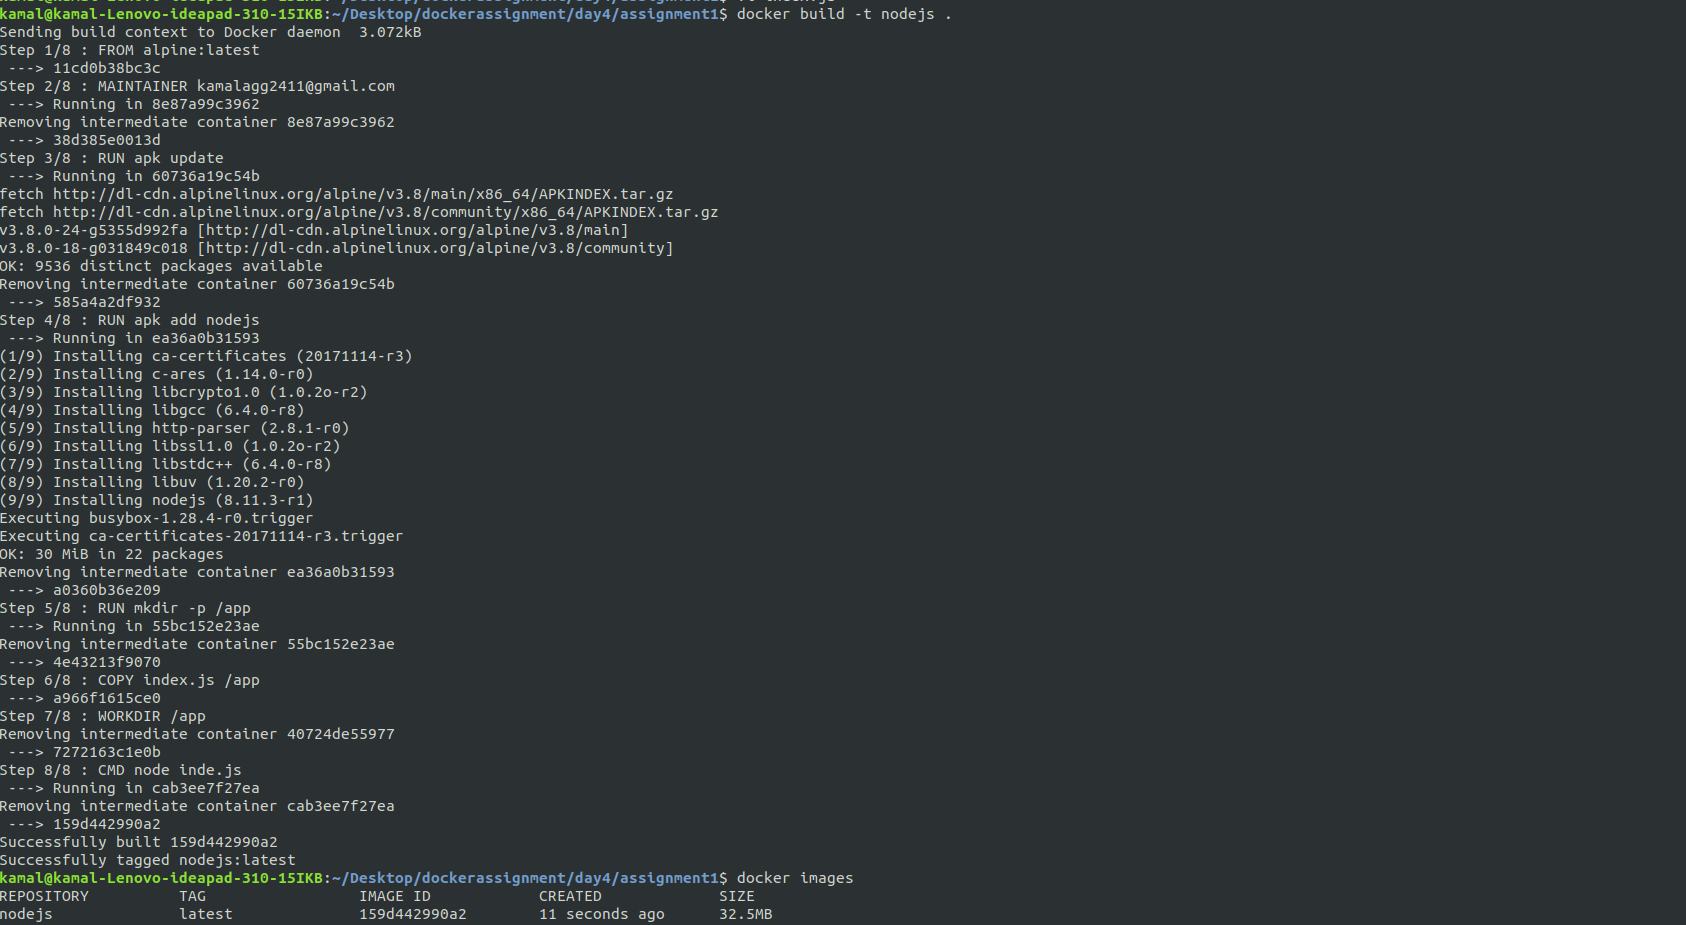 kamal@kamal-Lenovo-ideapad-310-15IKB:~/Desktop/dockerassignment/day4/assignment1$ docker build -t nodejs .
Sending build context to Docker daemon  3.072kB
Step 1/8 : FROM alpine:latest
 ---> 11cd0b38bc3c
Step 2/8 : MAINTAINER kamalagg2411@gmail.com
 ---> Running in 8e87a99c3962
Removing intermediate container 8e87a99c3962
 ---> 38d385e0013d
Step 3/8 : RUN apk update
 ---> Running in 60736a19c54b
fetch http://dl-cdn.alpinelinux.org/alpine/v3.8/main/x86_64/APKINDEX.tar.gz
fetch http://dl-cdn.alpinelinux.org/alpine/v3.8/community/x86_64/APKINDEX.tar.gz
v3.8.0-24-g5355d992fa [http://dl-cdn.alpinelinux.org/alpine/v3.8/main]
v3.8.0-18-g031849c018 [http://dl-cdn.alpinelinux.org/alpine/v3.8/community]
OK: 9536 distinct packages available
Removing intermediate container 60736a19c54b
 ---> 585a4a2df932
Step 4/8 : RUN apk add nodejs
 ---> Running in ea36a0b31593
(1/9) Installing ca-certificates (20171114-r3)
(2/9) Installing c-ares (1.14.0-r0)
(3/9) Installing libcrypto1.0 (1.0.2o-r2)
(4/9) Installing libgcc (6.4.0-r8)
(5/9) Installing http-parser (2.8.1-r0)
(6/9) Installing libssl1.0 (1.0.2o-r2)
(7/9) Installing libstdc++ (6.4.0-r8)
(8/9) Installing libuv (1.20.2-r0)
(9/9) Installing nodejs (8.11.3-r1)
Executing busybox-1.28.4-r0.trigger
Executing ca-certificates-20171114-r3.trigger
OK: 30 MiB in 22 packages
Removing intermediate container ea36a0b31593
 ---> a0360b36e209
Step 5/8 : RUN mkdir -p /app
 ---> Running in 55bc152e23ae
Removing intermediate container 55bc152e23ae
 ---> 4e43213f9070
Step 6/8 : COPY index.js /app
 ---> a966f1615ce0
Step 7/8 : WORKDIR /app
Removing intermediate container 40724de55977
 ---> 7272163c1e0b
Step 8/8 : CMD node inde.js
 ---> Running in cab3ee7f27ea
Removing intermediate container cab3ee7f27ea
 ---> 159d442990a2
Successfully built 159d442990a2
Successfully tagged nodejs:latest
kamal@kamal-Lenovo-ideapad-310-15IKB:~/Desktop/dockerassignment/day4/assignment1$ docker images
REPOSITORY          TAG                 IMAGE ID            CREATED             SIZE
nodejs              latest              159d442990a2        11 seconds ago      32.5MB